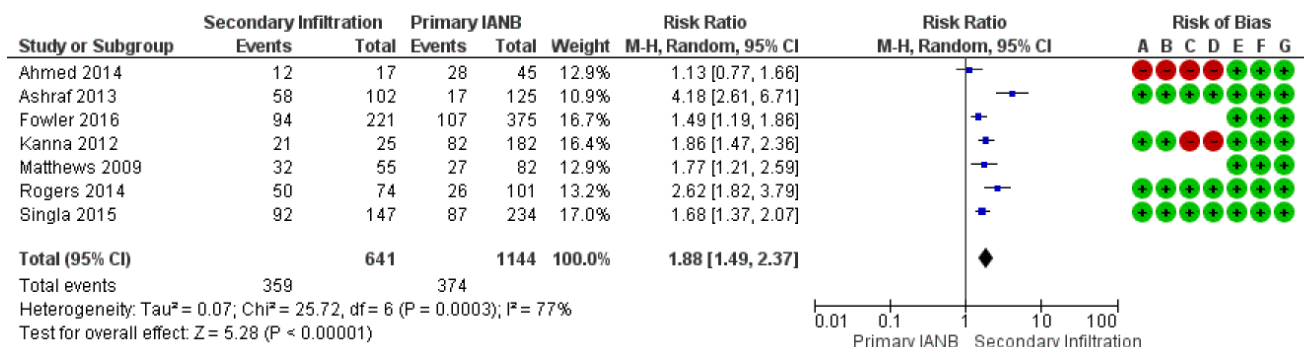 Secondary Infiltration Primary IANB Risk Ratio Risk Ratio Risk of Bias
Study or Subgroup Events Total Events Total Weight M-H, Random, 95% CI M-H, Random, 95% CI A B C D E F G
Ahmed 2014 12 17 28 45 12.9% 1.13 [0.77, 1.66] - - - - + + +
Ashraf 2013 58 102 17 125 10.9% 4.18 [2.61, 6.71] + + + + + + +
Fowler 2016 94 221 107 375 16.7% 1.49 [1.19, 1.86] + + +
Kanna 2012 21 25 82 182 16.4% 1.86 [1.47, 2.36] + + - - + + +
Matthews 2009 32 55 27 82 12.9% 1.77 [1.21, 2.59] + + +
Rogers 2014 50 74 26 101 13.2% 2.62 [1.82, 3.79] + + + + + + +
Singla 2015 92 147 87 234 17.0% 1.68 [1.37, 2.07] + + + + + + +
Total (95% CI) 641 1144 100.0% 1.88 [1.49, 2.37]
Total events 359 374
Heterogeneity: Tau² = 0.07; Chi² = 25.72, df = 6 (P = 0.0003); I² = 77%
Test for overall effect: Z = 5.28 (P < 0.00001)
0.01 0.1 1 10 100
Primary IANB Secondary Infiltration